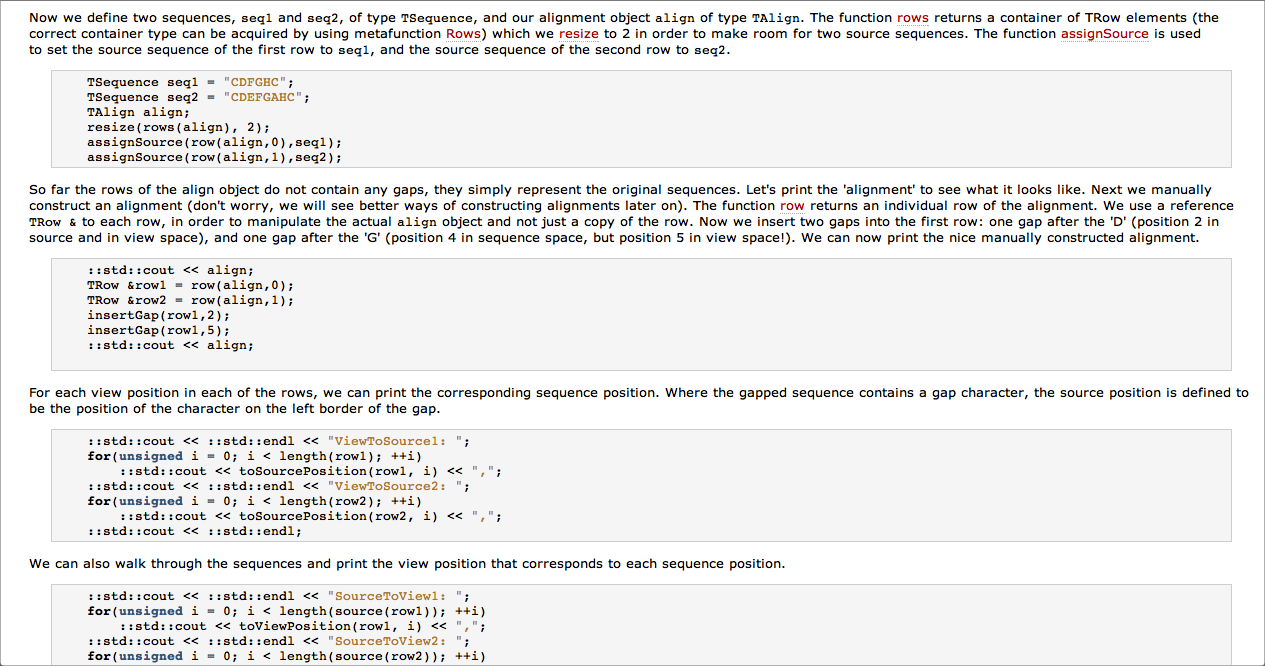 Now we define two sequences, seq1 and seq2, of type TSequence, and our alignment object align of type TAlign. The function rows returns a container of TRow elements (the
correct container type can be acquired by using metafunction Rows) which we resize to 2 in order to make room for two source sequences. The function assignSource is used
to set the source sequence of the first row to seq1, and the source sequence of the second row to seq2.
TSequence seq1 = "CDFGHC";
TSequence seq2 = "CDEFGAHC";
TAlign align;
resize(rows(align), 2);
assignSource(row(align,0),seq1);
assignSource(row(align,1),seq2);
So far the rows of the align object do not contain any gaps, they simply represent the original sequences. Let's print the 'alignment' to see what it looks like. Next we manually
construct an alignment (don't worry, we will see better ways of constructing alignments later on). The function row returns an individual row of the alignment. We use a reference
TRow & to each row, in order to manipulate the actual align object and not just a copy of the row. Now we insert two gaps into the first row: one gap after the 'D' (position 2 in
source and in view space), and one gap after the 'G' (position 4 in sequence space, but position 5 in view space!). We can now print the nice manually constructed alignment.
::std::cout << align;
TRow &row1 = row(align,0);
TRow &row2 = row(align,1);
insertGap(row1,2);
insertGap(row1,5);
::std::cout << align;
For each view position in each of the rows, we can print the corresponding sequence position. Where the gapped sequence contains a gap character, the source position is defined to
be the position of the character on the left border of the gap.
::std::cout << ::std::endl << "ViewToSource1: ";
for(unsigned i = 0; i < length(row1); ++i)
::std::cout << toSourcePosition(row1, i) << ",";
::std::cout << ::std::endl << "ViewToSource2: ";
for(unsigned i = 0; i < length(row2); ++i)
::std::cout << toSourcePosition(row2, i) << ",";
::std::cout << ::std::endl;
We can also walk through the sequences and print the view position that corresponds to each sequence position.
::std::cout << ::std::endl << "SourceToView1: ";
for(unsigned i = 0; i < length(source(row1)); ++i)
::std::cout << toViewPosition(row1, i) << ",";
::std::cout << ::std::endl << "SourceToView2: ";
for(unsigned i = 0; i < length(source(row2)); ++i)